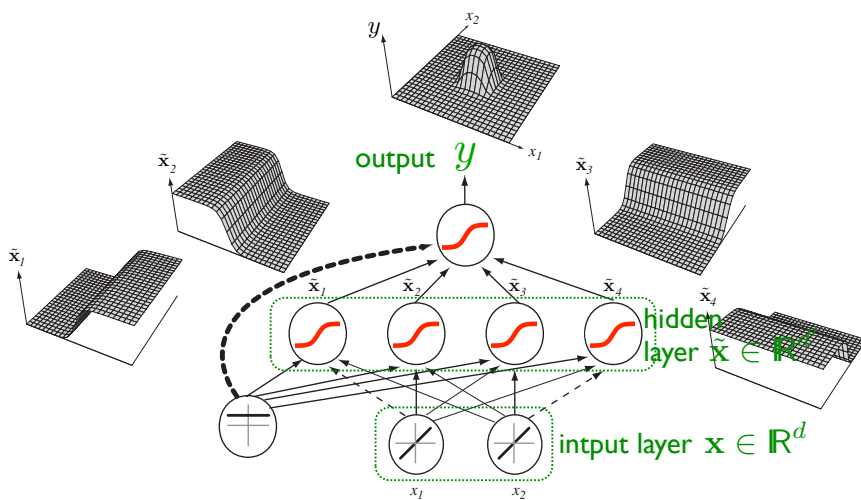 x₂
y
x₁
output y
x̃₂
x̃₃
x̃₁
x̃₁ x̃₂ x̃₃ x̃₄
x̃₄
hidden
layer x̃ ∈ ℝᵈ′
intput layer x ∈ ℝᵈ
x₁ x₂